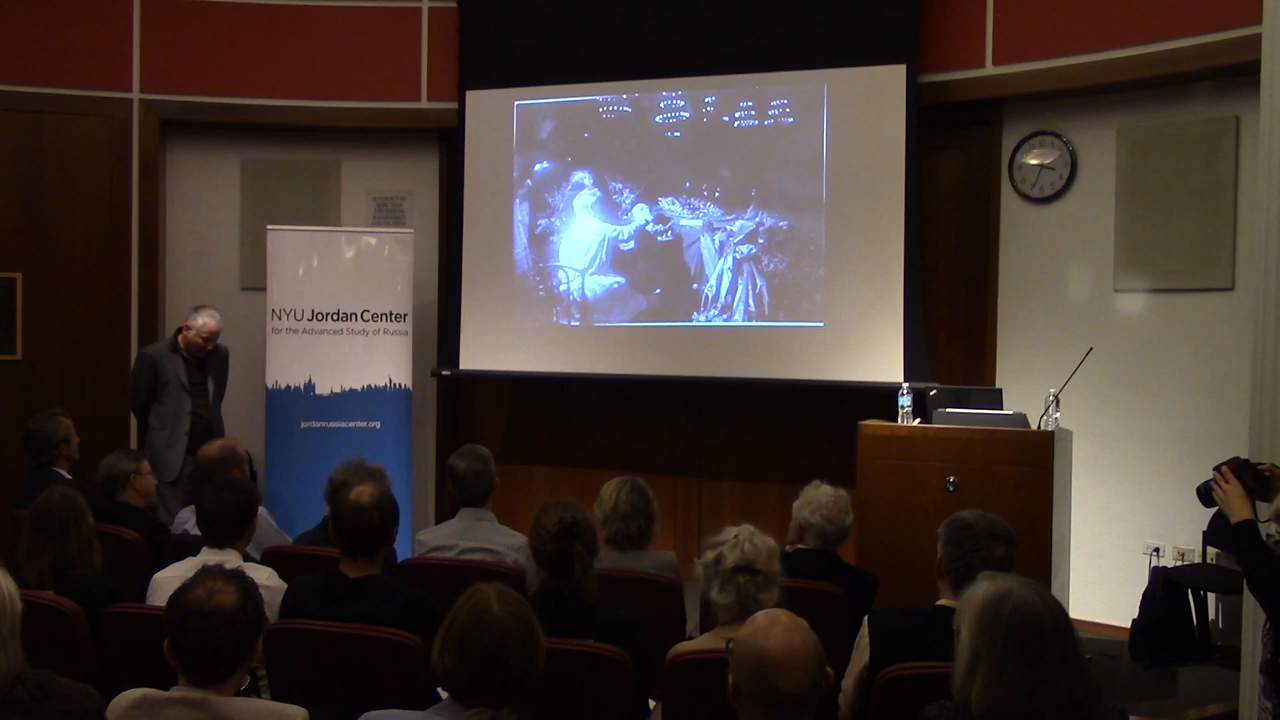 NYU Jordan Center
for the Advanced Study of Russia
jordanrussiacenter.org